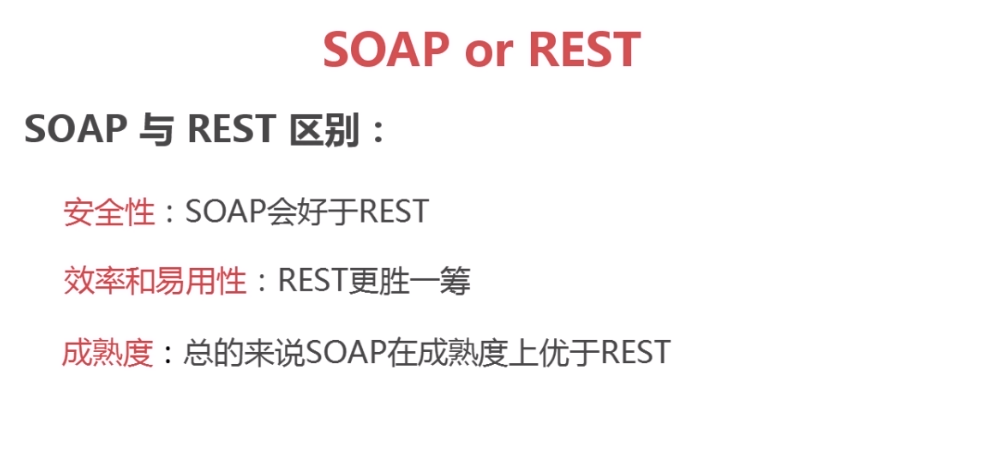 SOAP or REST
SOAP 与 REST 区别：
安全性：SOAP会好于REST
效率和易用性：REST更胜一筹
成熟度：总的来说SOAP在成熟度上优于REST